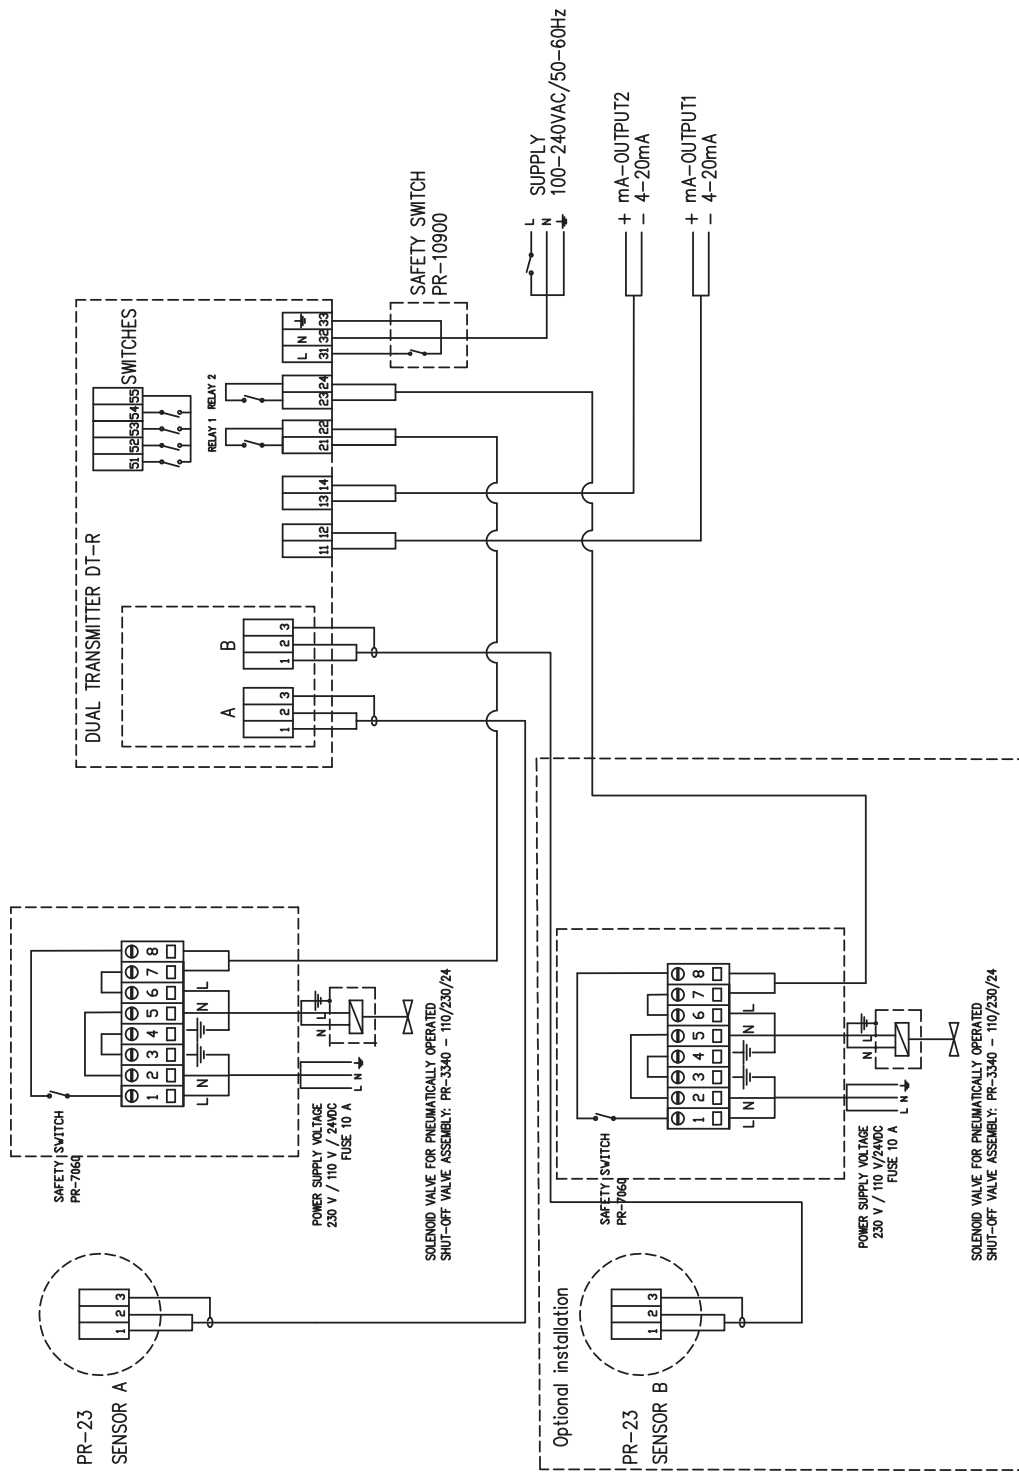 DUAL TRANSMITTER DT-R
SWITCHES
51 52 53 54 55
RELAY 1
RELAY 2
A
1 2 3
B
1 2 3
11 12
13 14
21 22
23 24
L N
31 32 33
SAFETY SWITCH
PR-10900
SUPPLY
100-240VAC/50-60Hz
L
N
+ mA-OUTPUT2
- 4-20mA
+ mA-OUTPUT1
- 4-20mA
SAFETY SWITCH
PR-7060
1 2 3 4 5 6 7 8
L N N L
POWER SUPPLY VOLTAGE
230 V / 110 V / 24VDC
FUSE 10 A
L N
N L
SOLENOID VALVE FOR PNEUMATICALLY OPERATED
SHUT-OFF VALVE ASSEMBLY: PR-3340 - 110/230/24
PR-23
SENSOR A
1 2 3
Optional installation
SAFETY SWITCH
PR-7060
1 2 3 4 5 6 7 8
L N N L
POWER SUPPLY VOLTAGE
230 V / 110 V/24VDC
FUSE 10 A
L N
N L
SOLENOID VALVE FOR PNEUMATICALLY OPERATED
SHUT-OFF VALVE ASSEMBLY: PR-3340 - 110/230/24
PR-23
SENSOR B
1 2 3